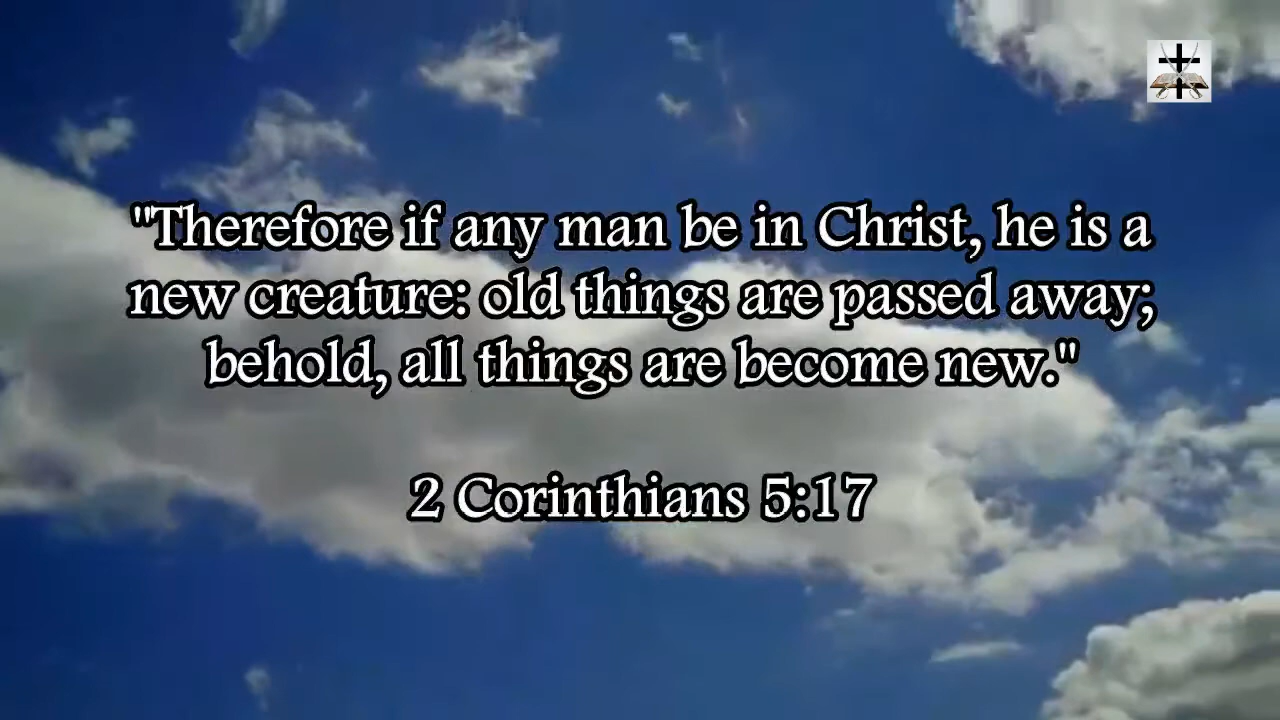 "Therefore if any man be in Christ, he is a
new creature: old things are passed away;
behold, all things are become new."
2 Corinthians 5:17